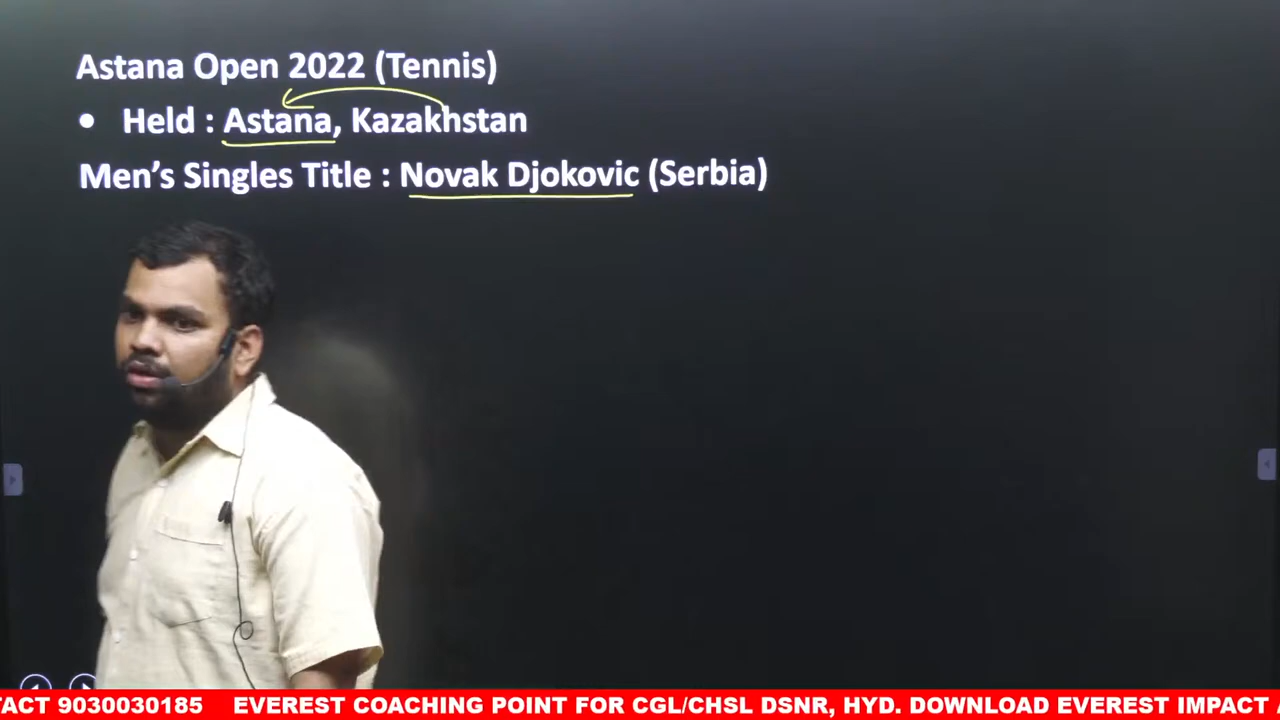 Astana Open 2022 (Tennis)
• Held : Astana, Kazakhstan
Men’s Singles Title : Novak Djokovic (Serbia)
TACT 9030030185 EVEREST COACHING POINT FOR CGL/CHSL DSNR, HYD. DOWNLOAD EVEREST IMPACT